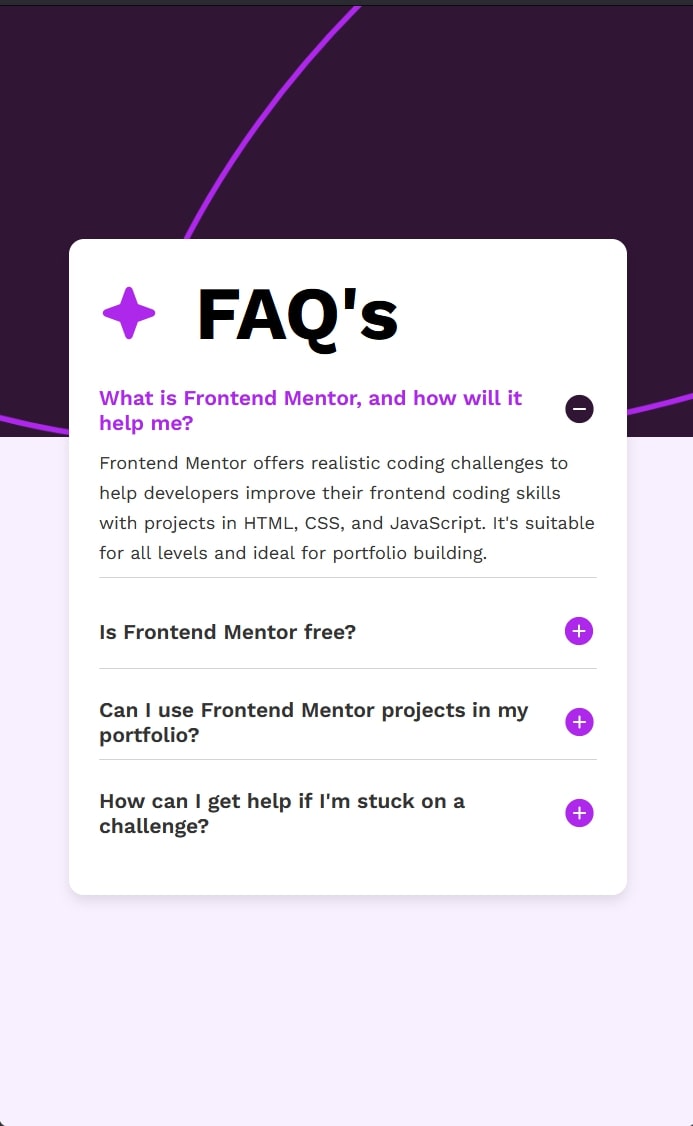 FAQ's
What is Frontend Mentor, and how will it
help me?
Frontend Mentor offers realistic coding challenges to
help developers improve their frontend coding skills
with projects in HTML, CSS, and JavaScript. It's suitable
for all levels and ideal for portfolio building.
Is Frontend Mentor free?
Can I use Frontend Mentor projects in my
portfolio?
How can I get help if I'm stuck on a
challenge?